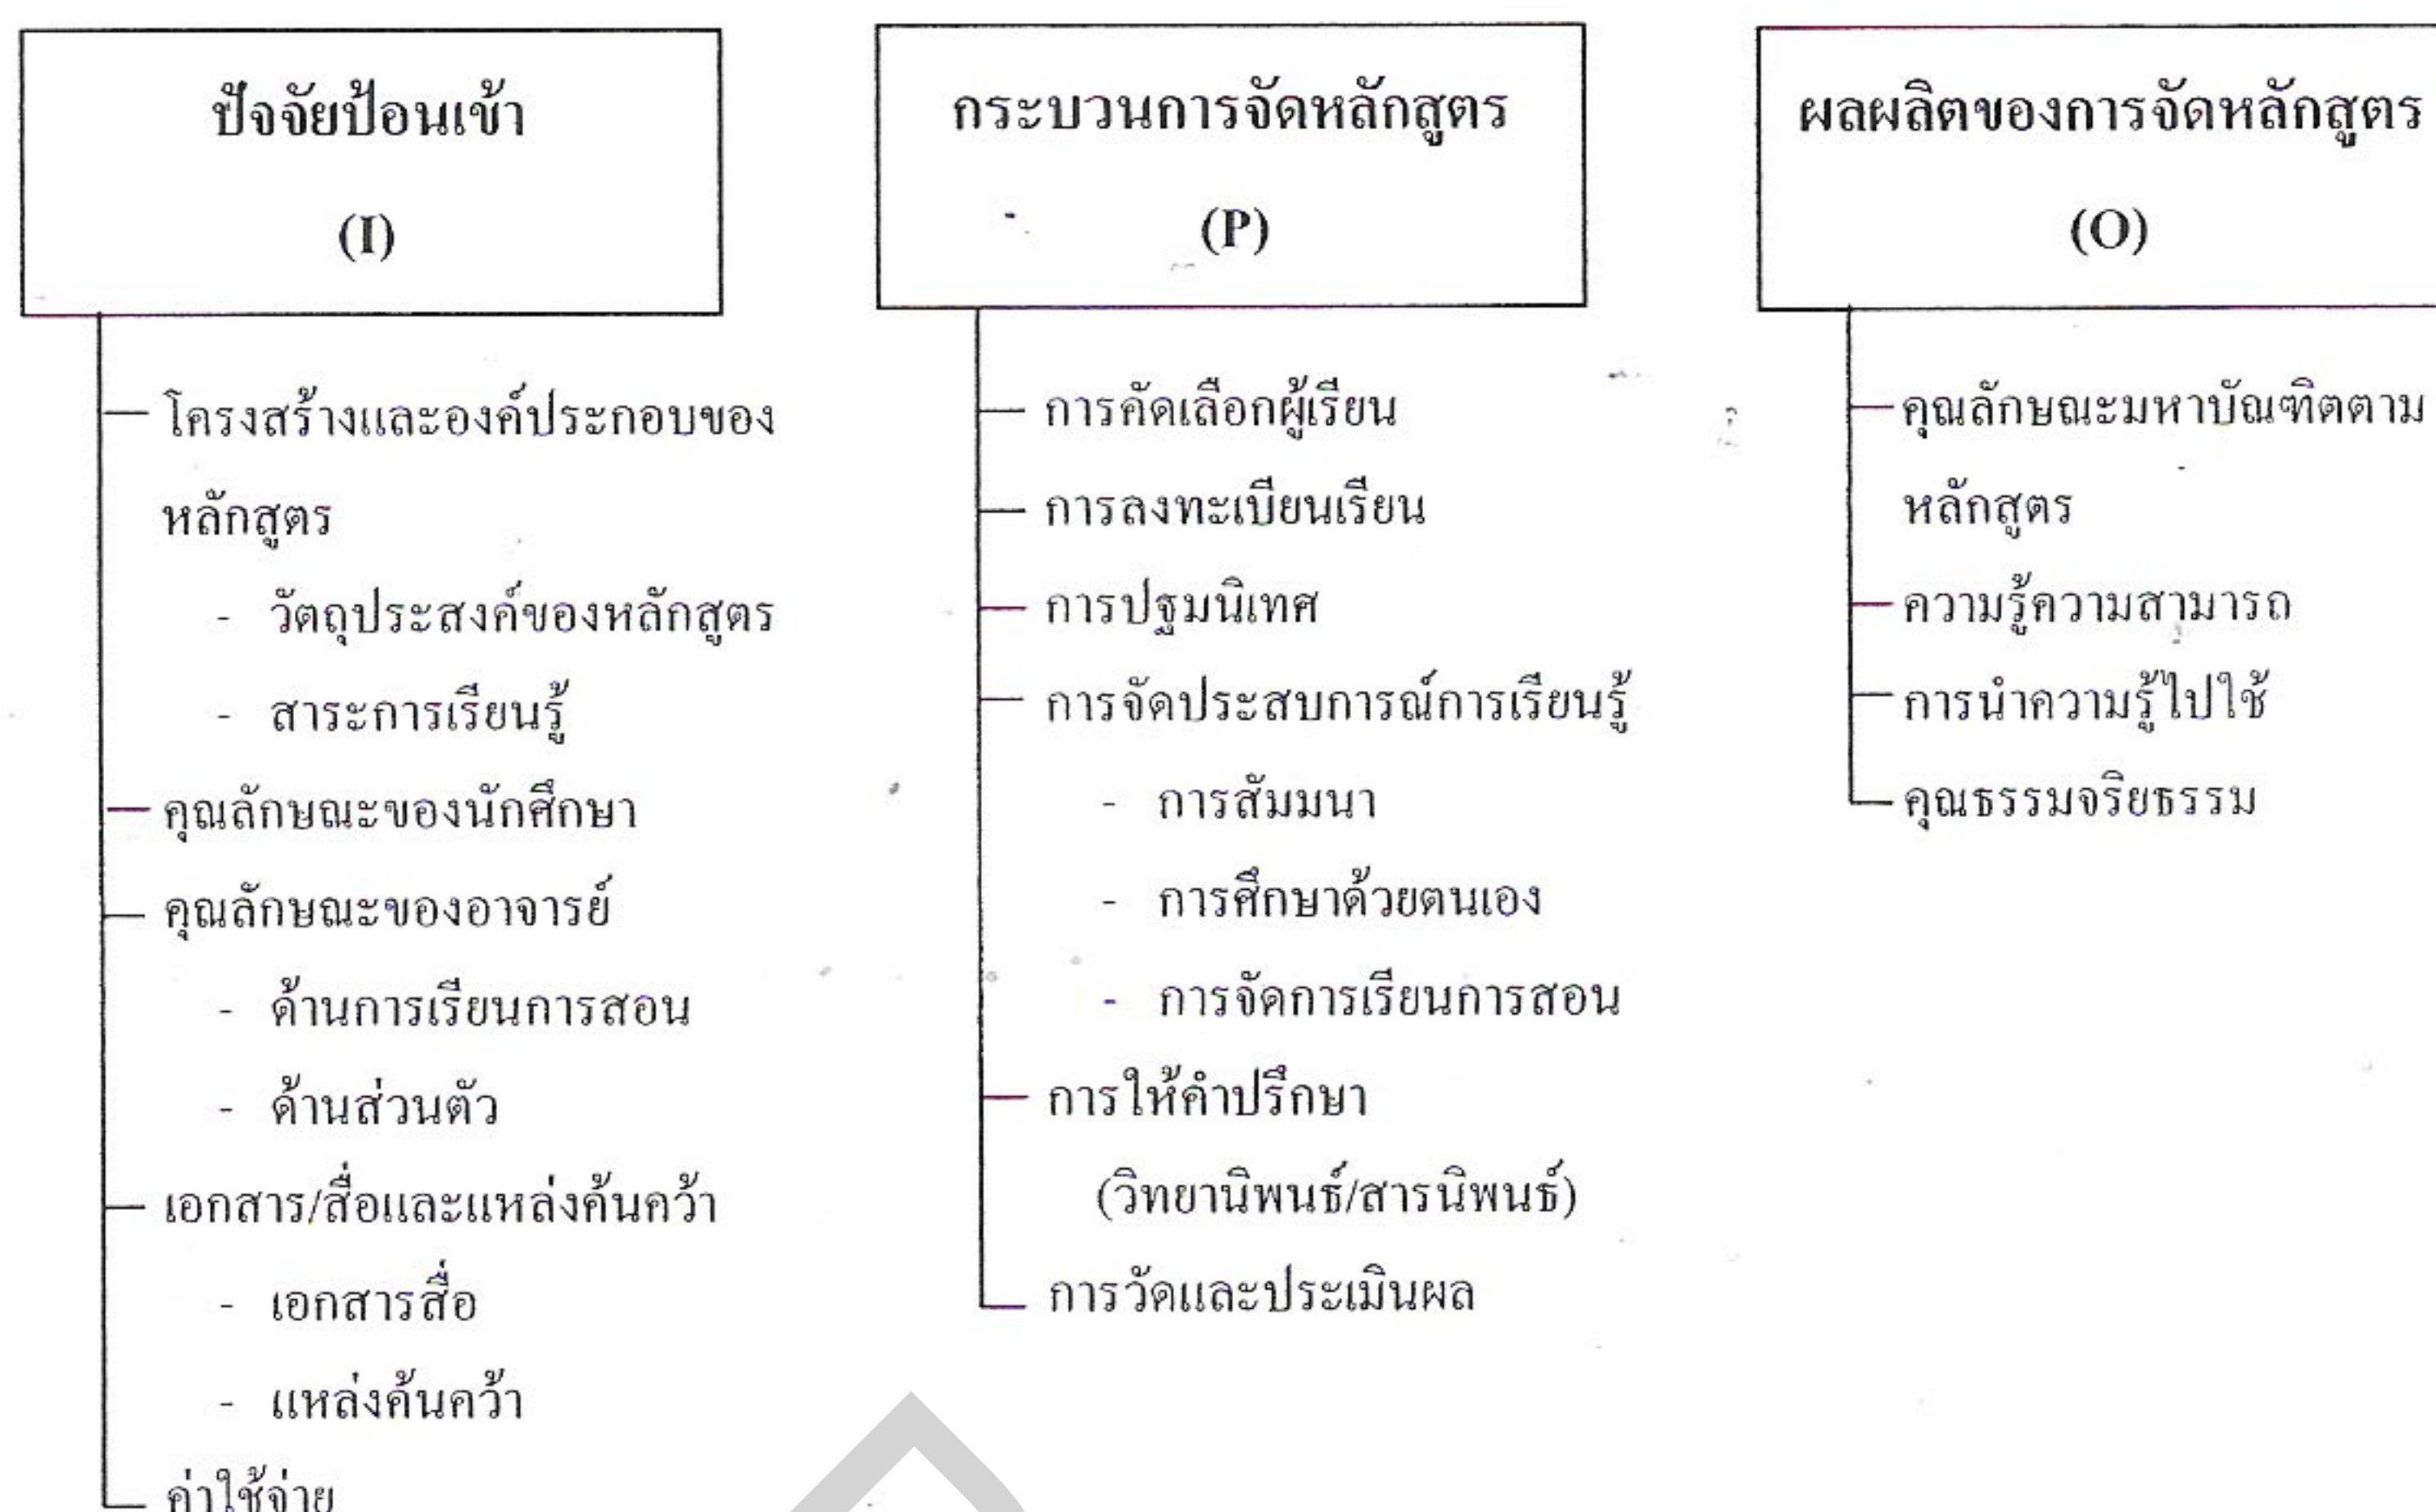 ปัจจัยป้อนเข้า
(I)
โครงสร้างและองค์ประกอบของ
หลักสูตร
- วัตถุประสงค์ของหลักสูตร
- สาระการเรียนรู้
คุณลักษณะของนักศึกษา
คุณลักษณะของอาจารย์
- ด้านการเรียนการสอน
- ด้านส่วนตัว
เอกสาร/สื่อและแหล่งค้นคว้า
- เอกสารสื่อ
- แหล่งค้นคว้า
ค่าใช้จ่าย
กระบวนการจัดหลักสูตร
(P)
การคัดเลือกผู้เรียน
การลงทะเบียนเรียน
การปฐมนิเทศ
การจัดประสบการณ์การเรียนรู้
- การสัมมนา
- การศึกษาด้วยตนเอง
- การจัดการเรียนการสอน
การให้คำปรึกษา
(วิทยานิพนธ์/สารนิพนธ์)
การวัดและประเมินผล
ผลผลิตของการจัดหลักสูตร
(O)
คุณลักษณะมหาบัณฑิตตาม
หลักสูตร
ความรู้ความสามารถ
การนำความรู้ไปใช้
คุณธรรมจริยธรรม